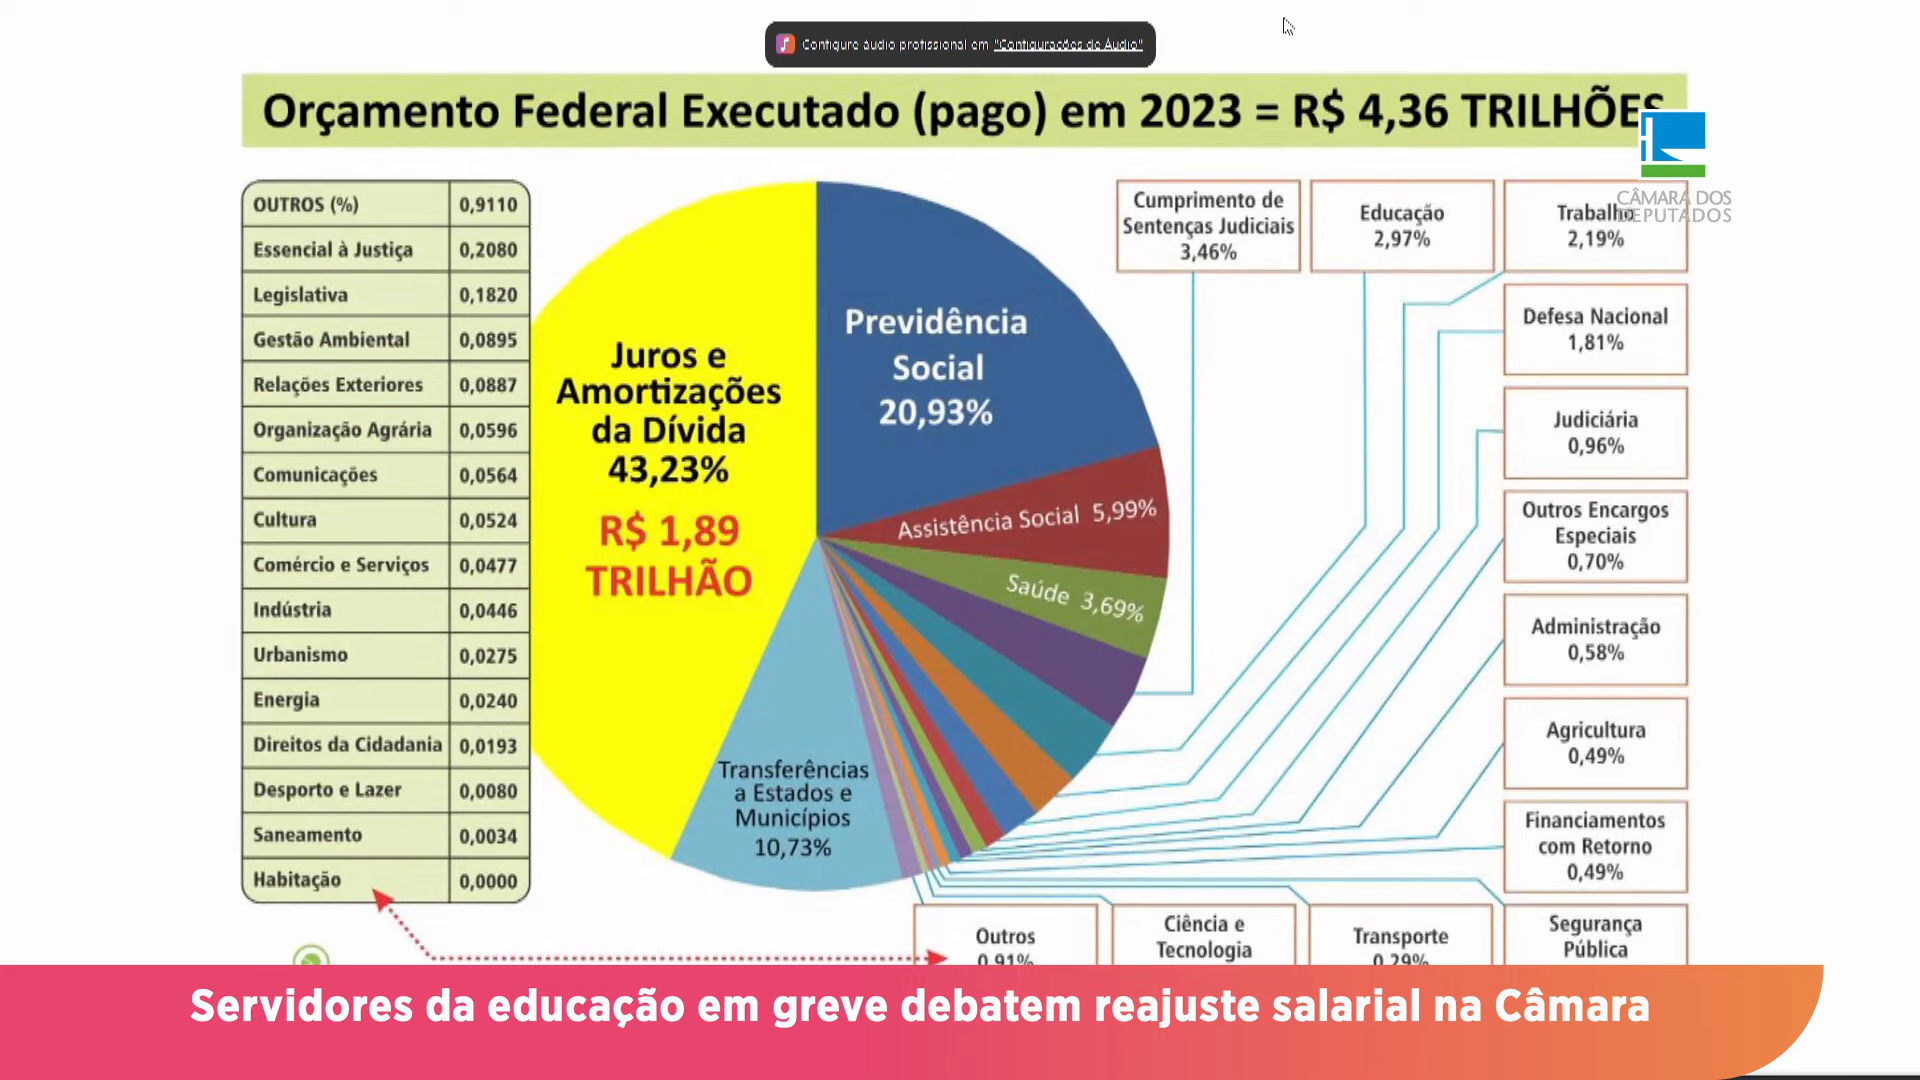 Configure áudio profissional em "Configurações de Áudio"
Orçamento Federal Executado (pago) em 2023 = R$ 4,36 TRILHÕES
CÂMARA DOS
DEPUTADOS
OUTROS (%) 0,9110
Essencial à Justiça 0,2080
Legislativa 0,1820
Gestão Ambiental 0,0895
Relações Exteriores 0,0887
Organização Agrária 0,0596
Comunicações 0,0564
Cultura 0,0524
Comércio e Serviços 0,0477
Indústria 0,0446
Urbanismo 0,0275
Energia 0,0240
Direitos da Cidadania 0,0193
Desporto e Lazer 0,0080
Saneamento 0,0034
Habitação 0,0000
Juros e
Amortizações
da Dívida
43,23%
R$ 1,89
TRILHÃO
Previdência
Social
20,93%
Assistência Social 5,99%
Saúde 3,69%
Transferências
a Estados e
Municípios
10,73%
Cumprimento de
Sentenças Judiciais
3,46%
Educação
2,97%
Trabalho
2,19%
Defesa Nacional
1,81%
Judiciária
0,96%
Outros Encargos
Especiais
0,70%
Administração
0,58%
Agricultura
0,49%
Financiamentos
com Retorno
0,49%
Segurança
Pública
Transporte
0,29%
Ciência e
Tecnologia
Outros
0,91%
Servidores da educação em greve debatem reajuste salarial na Câmara